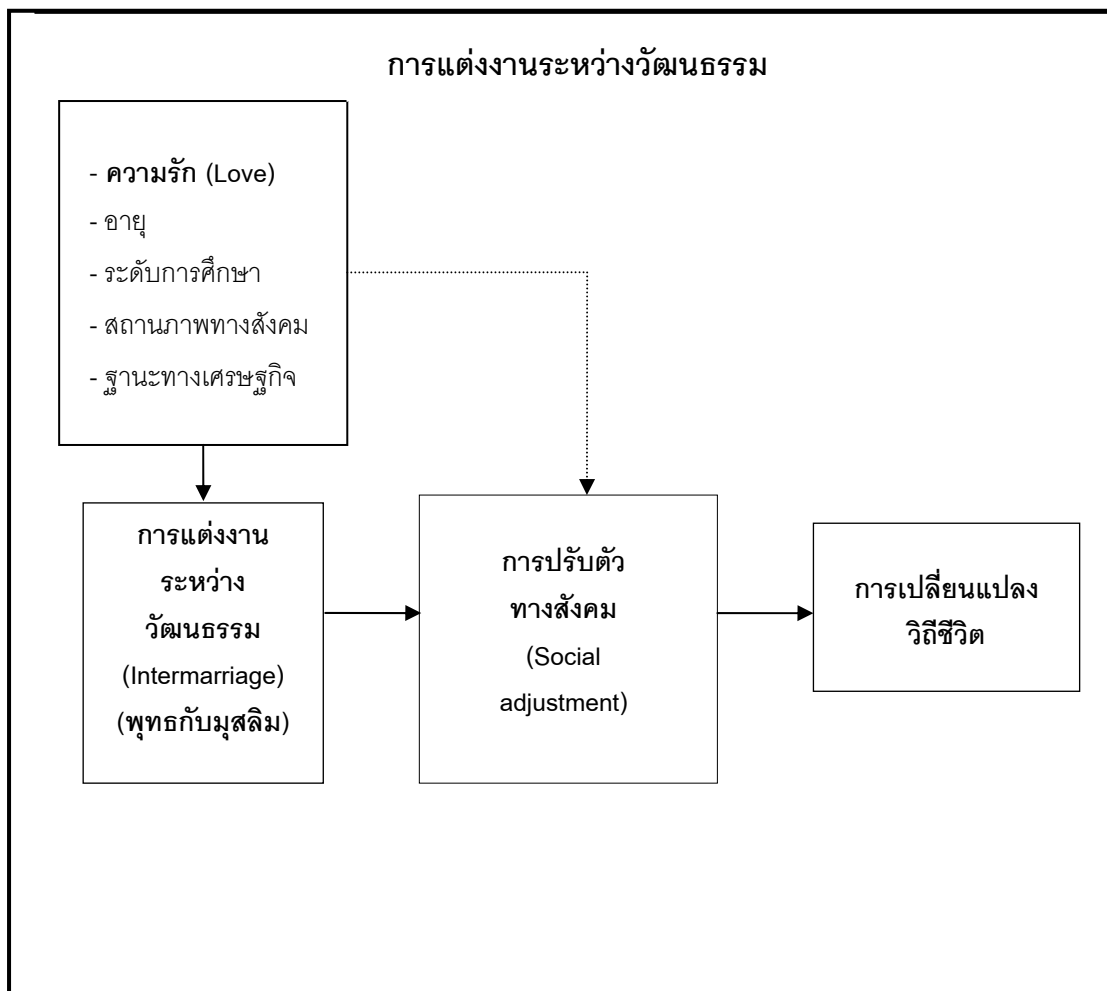 การแต่งงานระหว่างวัฒนธรรม
- ความรัก (Love)
- อายุ
- ระดับการศึกษา
- สถานภาพทางสังคม
- ฐานะทางเศรษฐกิจ
การแต่งงาน
ระหว่าง
วัฒนธรรม
(Intermarriage)
(พุทธกับมุสลิม)
การปรับตัว
ทางสังคม
(Social
adjustment)
การเปลี่ยนแปลง
วิถีชีวิต